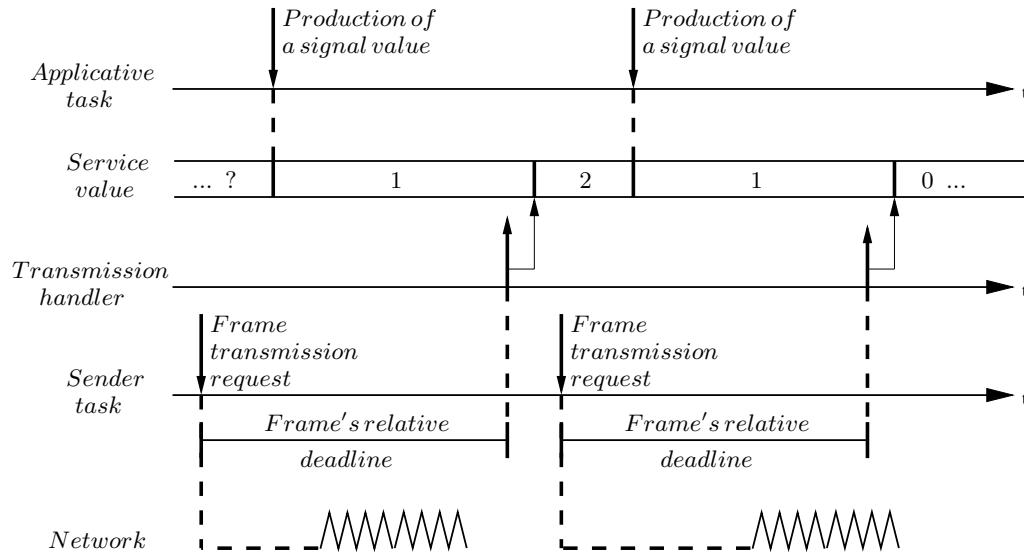 Production of
a signal value
Production of
a signal value
Applicative
task
t
Service
value
... ?
1
2
1
0 ...
Transmission
handler
t
Frame
transmission
request
Frame
transmission
request
Sender
task
t
Frame's relative
deadline
Frame's relative
deadline
Network